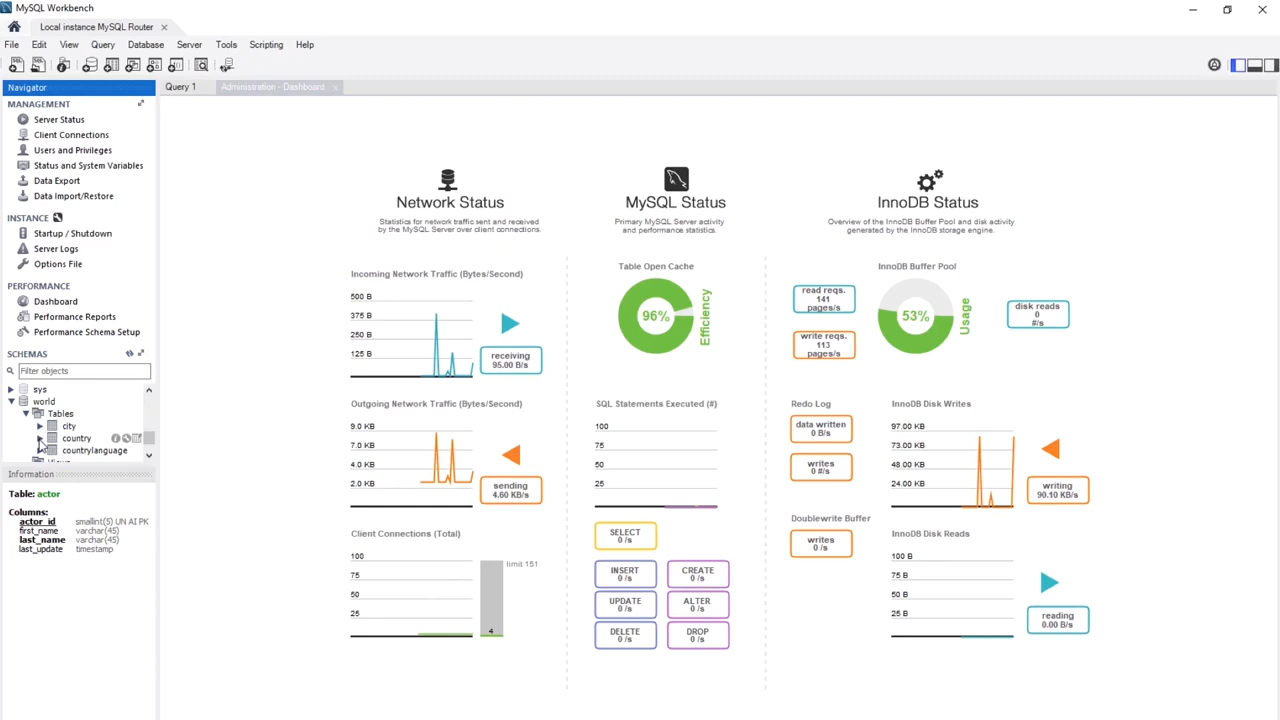 MySQL Workbench
Local instance MySQL Router
File Edit View Query Database Server Tools Scripting Help
Navigator
Query 1
Administration - Dashboard
MANAGEMENT
Server Status
Client Connections
Users and Privileges
Status and System Variables
Data Export
Data Import/Restore
INSTANCE
Startup / Shutdown
Server Logs
Options File
PERFORMANCE
Dashboard
Performance Reports
Performance Schema Setup
SCHEMAS
Filter objects
sys
world
Tables
city
country
countrylanguage
Information
Table: actor
Columns:
actor_id smallint(5) UN AI PK
first_name varchar(45)
last_name varchar(45)
last_update timestamp
Network Status
Statistics for network traffic sent and received
by the MySQL Server over client connections.
Incoming Network Traffic (Bytes/Second)
500 B
375 B
250 B
125 B
receiving
95.00 B/s
Outgoing Network Traffic (Bytes/Second)
9.0 KB
7.0 KB
4.0 KB
2.0 KB
sending
4.60 KB/s
Client Connections (Total)
100
75
50
25
limit 151
4
MySQL Status
Primary MySQL Server activity
and performance statistics.
Table Open Cache
96%
Efficiency
SQL Statements Executed (#)
100
75
50
25
SELECT
0 /s
INSERT
0 /s
CREATE
0 /s
UPDATE
0 /s
ALTER
0 /s
DELETE
0 /s
DROP
0 /s
InnoDB Status
Overview of the InnoDB Buffer Pool and disk activity
generated by the InnoDB storage engine.
InnoDB Buffer Pool
read reqs.
141
pages/s
write reqs.
113
pages/s
53%
Usage
disk reads
0
#/s
Redo Log
data written
0 B/s
writes
0 #/s
Doublewrite Buffer
writes
0 /s
InnoDB Disk Writes
97.00 KB
73.00 KB
48.00 KB
24.00 KB
writing
90.10 KB/s
InnoDB Disk Reads
100 B
75 B
50 B
25 B
reading
0.00 B/s